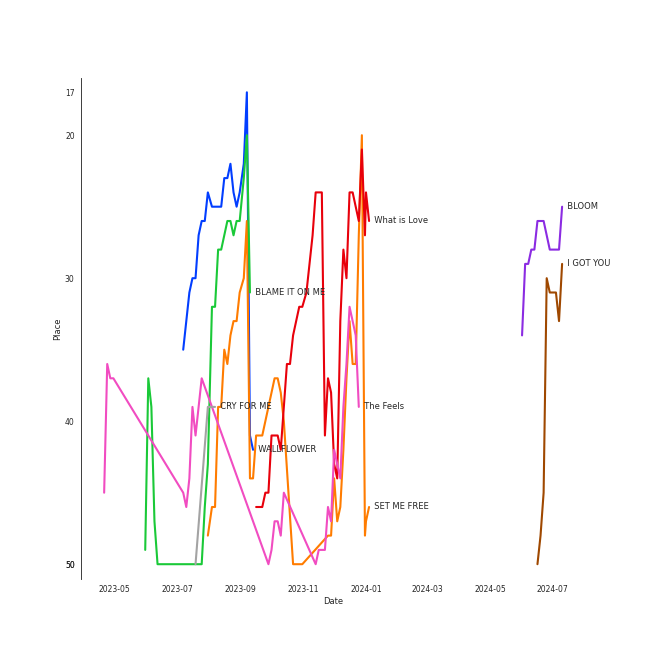 17
20
30
40
50
Place
BLOOM
What is Love
I GOT YOU
BLAME IT ON ME
CRY FOR ME
The Feels
WALLFLOWER
SET ME FREE
2023-05
2023-07
2023-09
2023-11
2024-01
2024-03
2024-05
2024-07
Date